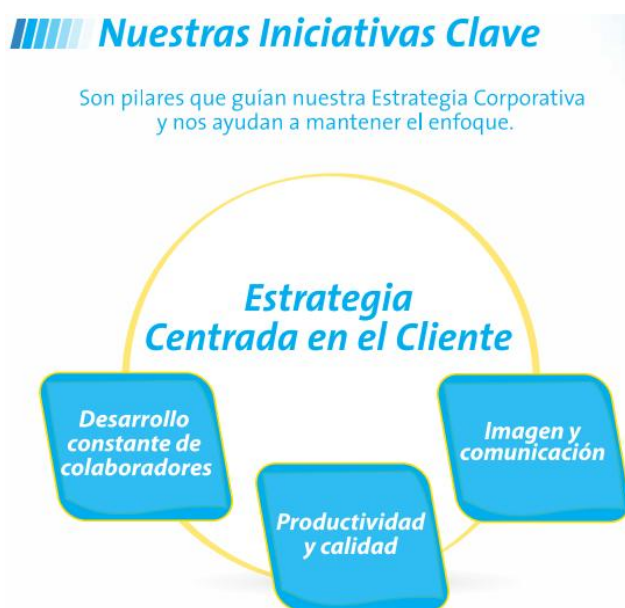 Nuestras Iniciativas Clave
Son pilares que guían nuestra Estrategia Corporativa
y nos ayudan a mantener el enfoque.
Estrategia
Centrada en el Cliente
Desarrollo
constante de
colaboradores
Imagen y
comunicación
Productividad
y calidad